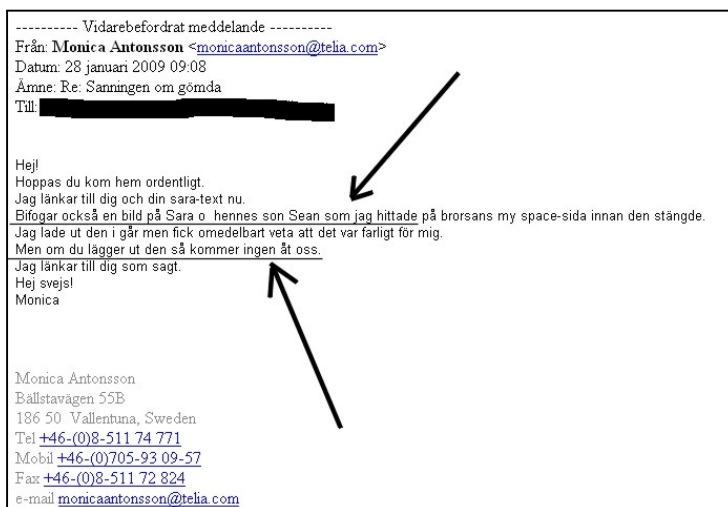 ---------- Vidarebefordrat meddelande ----------
Från: Monica Antonsson <monicaantonsson@telia.com>
Datum: 28 januari 2009 09:08
Ämne: Re: Sanningen om gömda
Till:
Hej!
Hoppas du kom hem ordentligt.
Jag länkar till dig och din sara-text nu.
Bifogar också en bild på Sara o hennes son Sean som jag hittade på brorsans my space-sida innan den stängde.
Jag lade ut den i går men fick omedelbart veta att det var farligt för mig.
Men om du lägger ut den så kommer ingen åt oss.
Jag länkar till dig som sagt.
Hej svejs!
Monica
Monica Antonsson
Bällstavägen 55B
186 50 Vallentuna, Sweden
Tel +46-(0)8-511 74 771
Mobil +46-(0)705-93 09-57
Fax +46-(0)8-511 72 824
e-mail monicaantonsson@telia.com